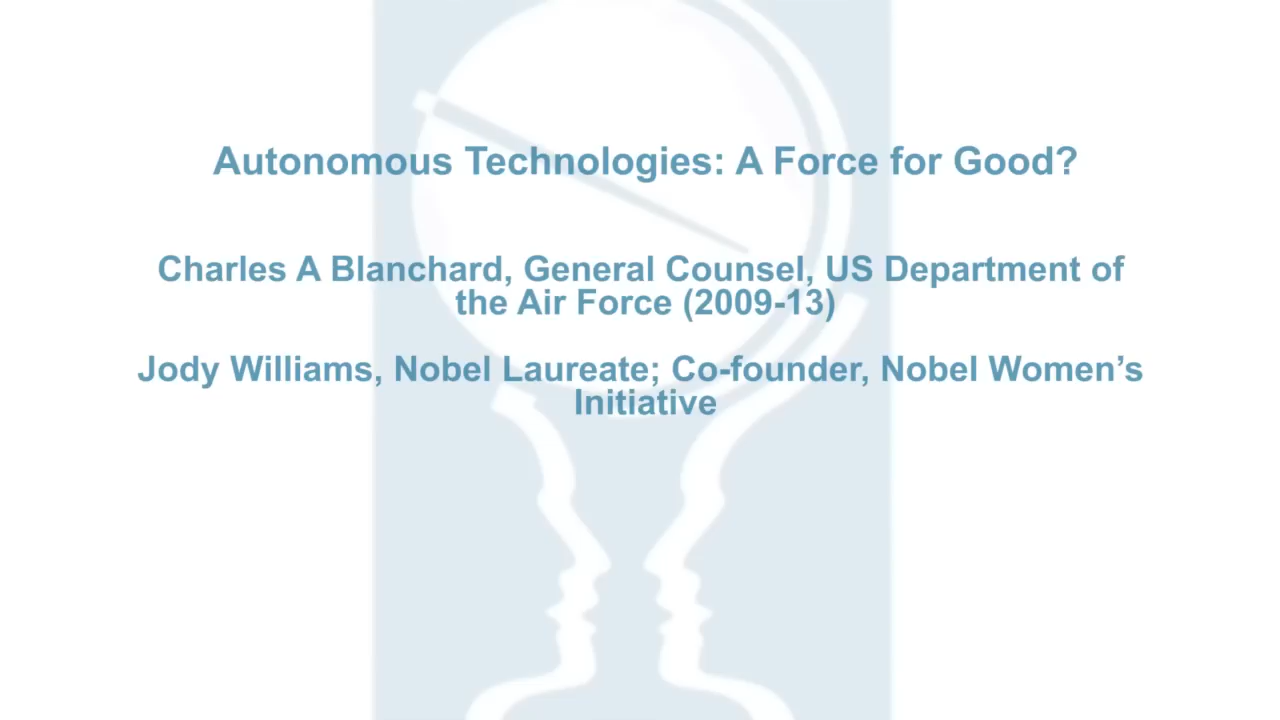 Autonomous Technologies: A Force for Good?
Charles A Blanchard, General Counsel, US Department of
the Air Force (2009-13)
Jody Williams, Nobel Laureate; Co-founder, Nobel Women’s
Initiative